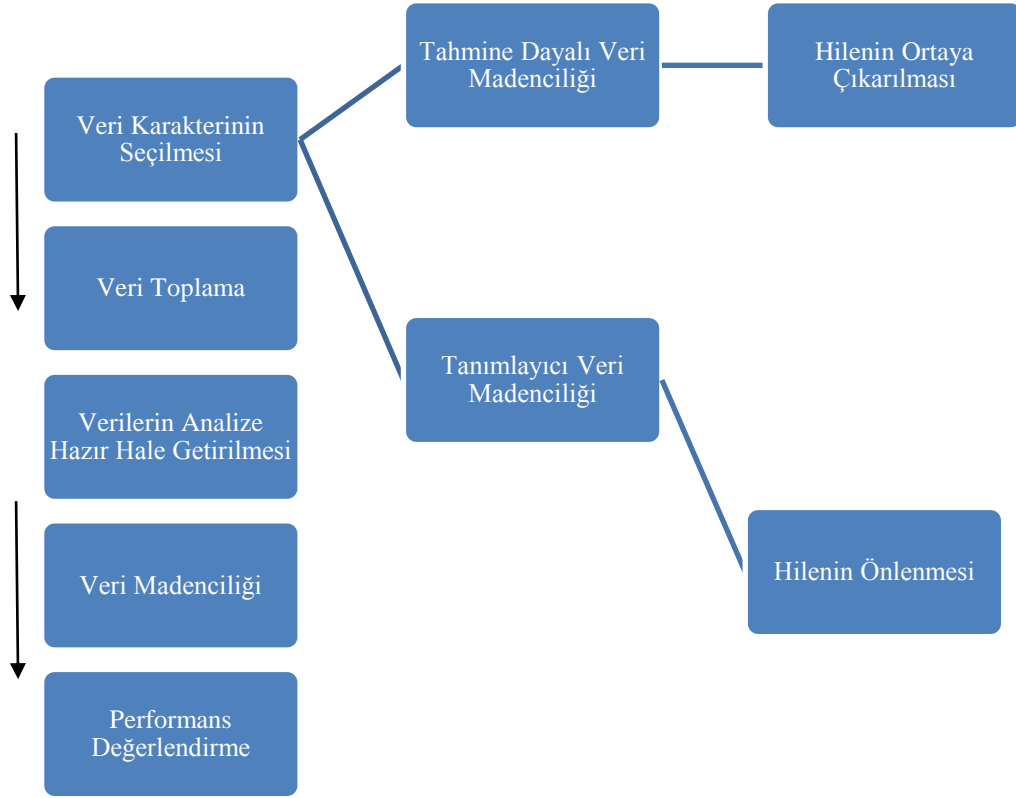 Veri Karakterinin
Seçilmesi
Veri Toplama
Verilerin Analize
Hazır Hale Getirilmesi
Veri Madenciliği
Performans
Değerlendirme
Tahmine Dayalı Veri
Madenciliği
Tanımlayıcı Veri
Madenciliği
Hilenin Ortaya
Çıkarılması
Hilenin Önlenmesi